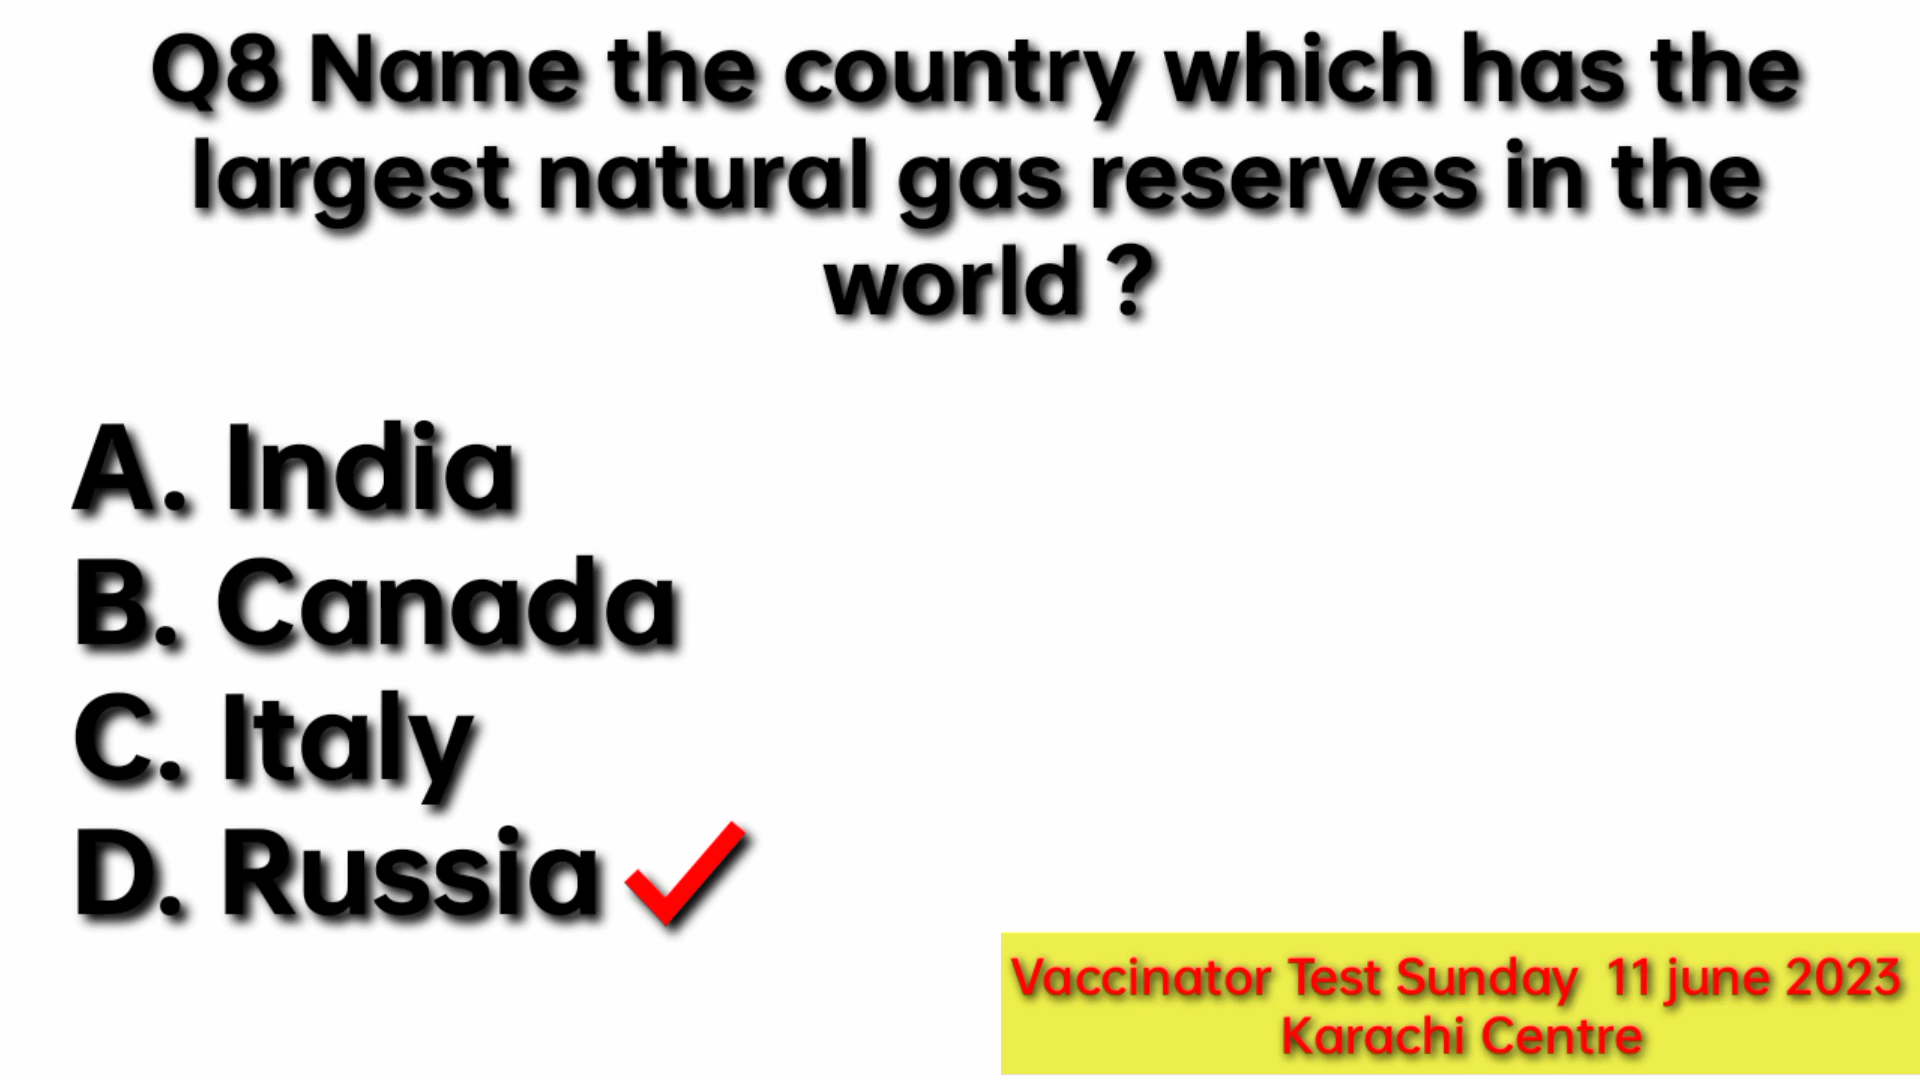 Q8 Name the country which has the
largest natural gas reserves in the
world ?
A. India
B. Canada
C. Italy
D. Russia
Vaccinator Test Sunday 11 june 2023
Karachi Centre